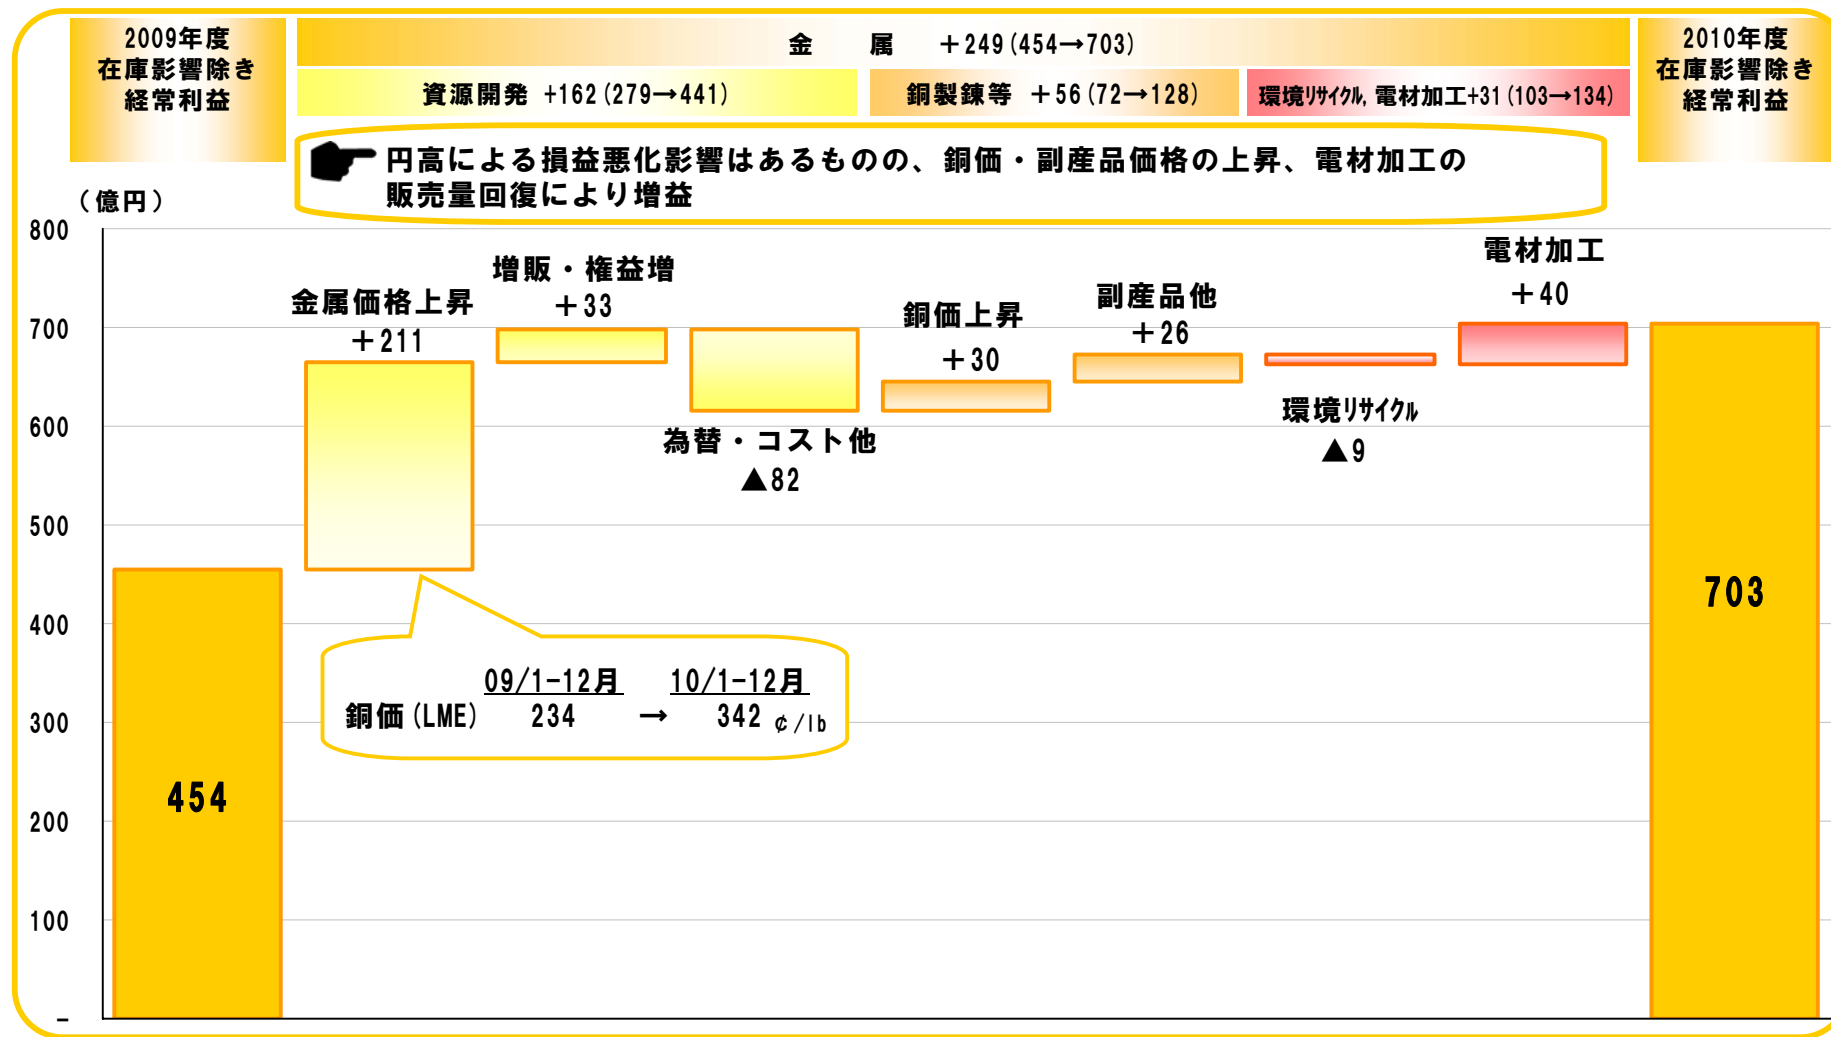 2009年度
在庫影響除き
経常利益
金 属 +249(454→703)
資源開発 +162(279→441)
銅製錬等 +56(72→128)
環境ﾘｻｲｸﾙ, 電材加工+31(103→134)
2010年度
在庫影響除き
経常利益
円高による損益悪化影響はあるものの、銅価・副産品価格の上昇、電材加工の
販売量回復により増益
(億円)
800
700
600
500
400
300
200
100
-
454
金属価格上昇
+211
増販・権益増
+33
為替・コスト他
▲82
銅価上昇
+30
副産品他
+26
環境ﾘｻｲｸﾙ
▲9
電材加工
+40
703
09/1-12月 10/1-12月
銅価(LME) 234 → 342 ¢/lb